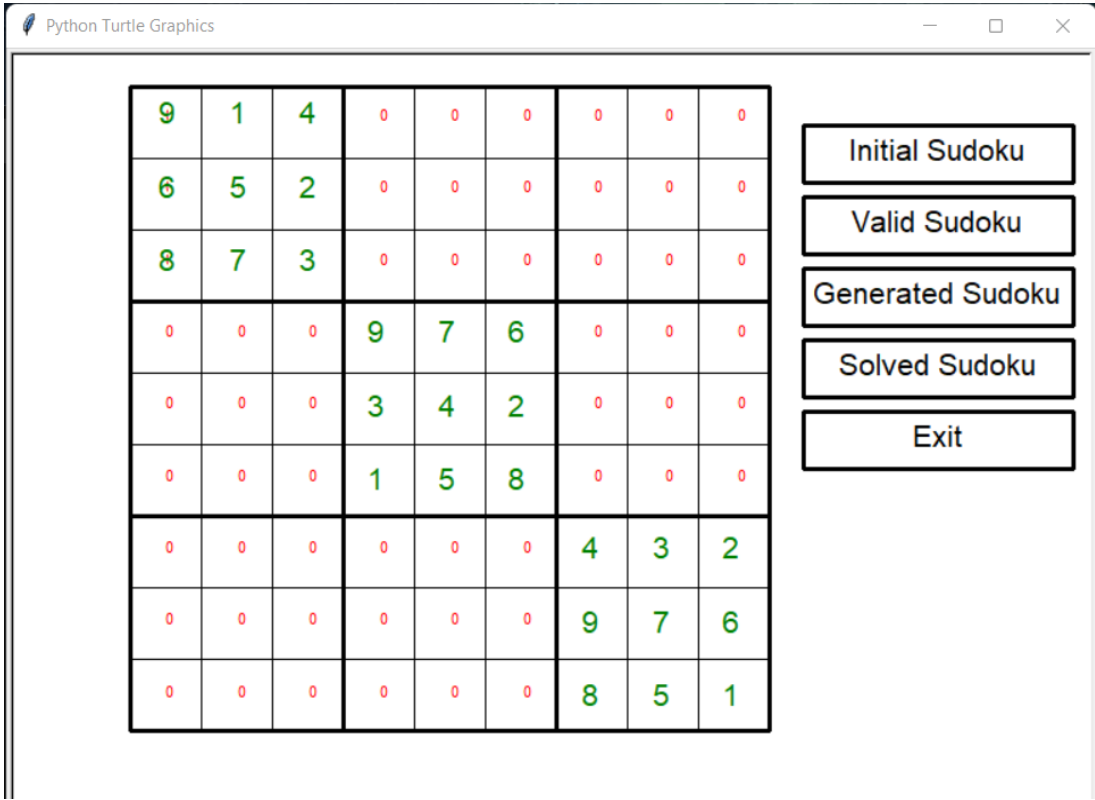 Python Turtle Graphics
9 1 4 0 0 0 0 0 0
6 5 2 0 0 0 0 0 0
8 7 3 0 0 0 0 0 0
0 0 0 9 7 6 0 0 0
0 0 0 3 4 2 0 0 0
0 0 0 1 5 8 0 0 0
0 0 0 0 0 0 4 3 2
0 0 0 0 0 0 9 7 6
0 0 0 0 0 0 8 5 1
Initial Sudoku
Valid Sudoku
Generated Sudoku
Solved Sudoku
Exit